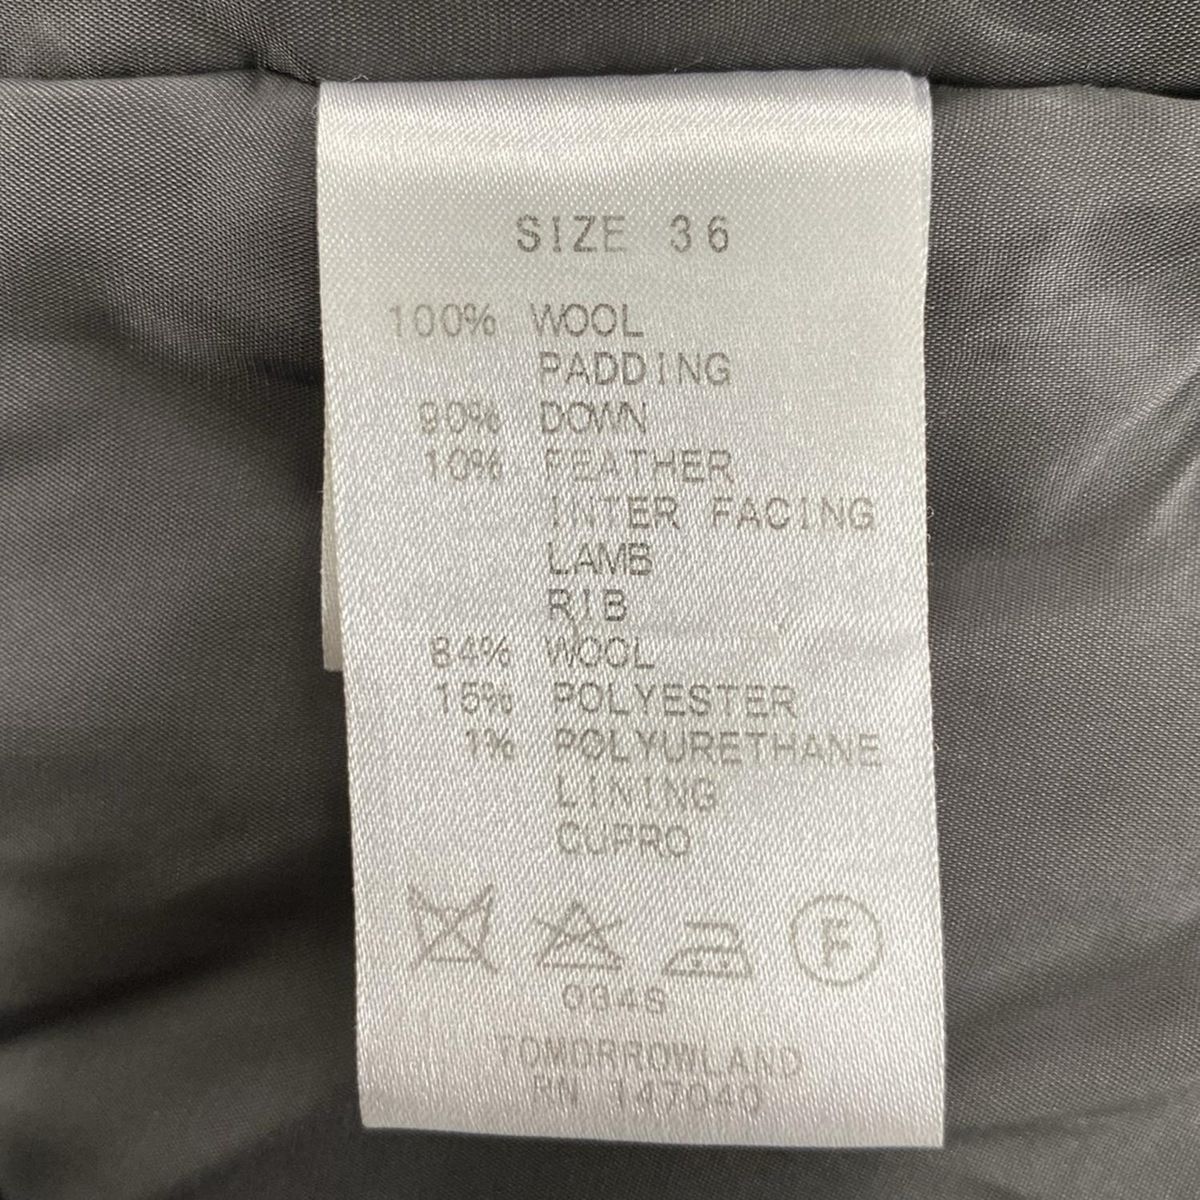 SIZE 36
100% WOOL
PADDING
90% DOWN
10% FEATHER
INTER FACING
LAMB
RIB
84% WOOL
15% POLYESTER
1% POLYURETHANE
LINING
CUPRO
F
034S
TOMORROWLAND
RN 147040